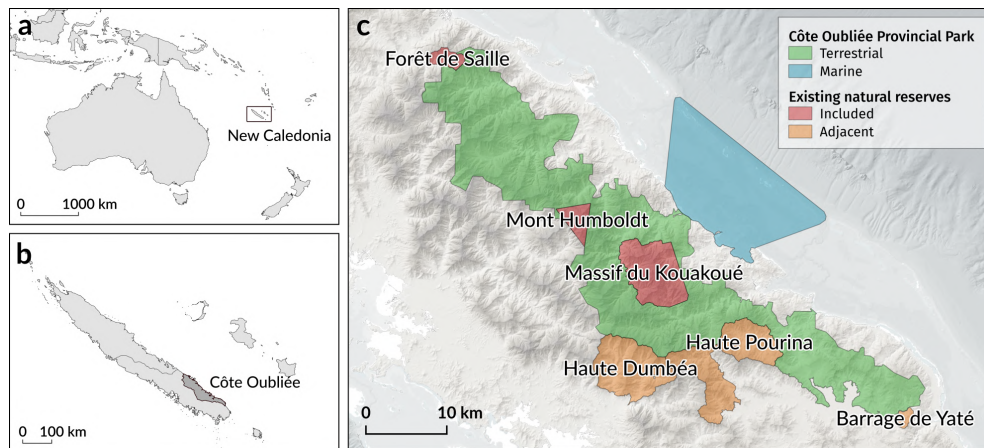 a
New Caledonia
0 1000 km
b
Côte Oubliée
0 100 km
c
Forêt de Saille
Mont Humboldt
Massif du Kouakoué
Haute Pourina
Haute Dumbéa
Barrage de Yaté
0 10 km
Côte Oubliée Provincial Park
Terrestrial
Marine
Existing natural reserves
Included
Adjacent